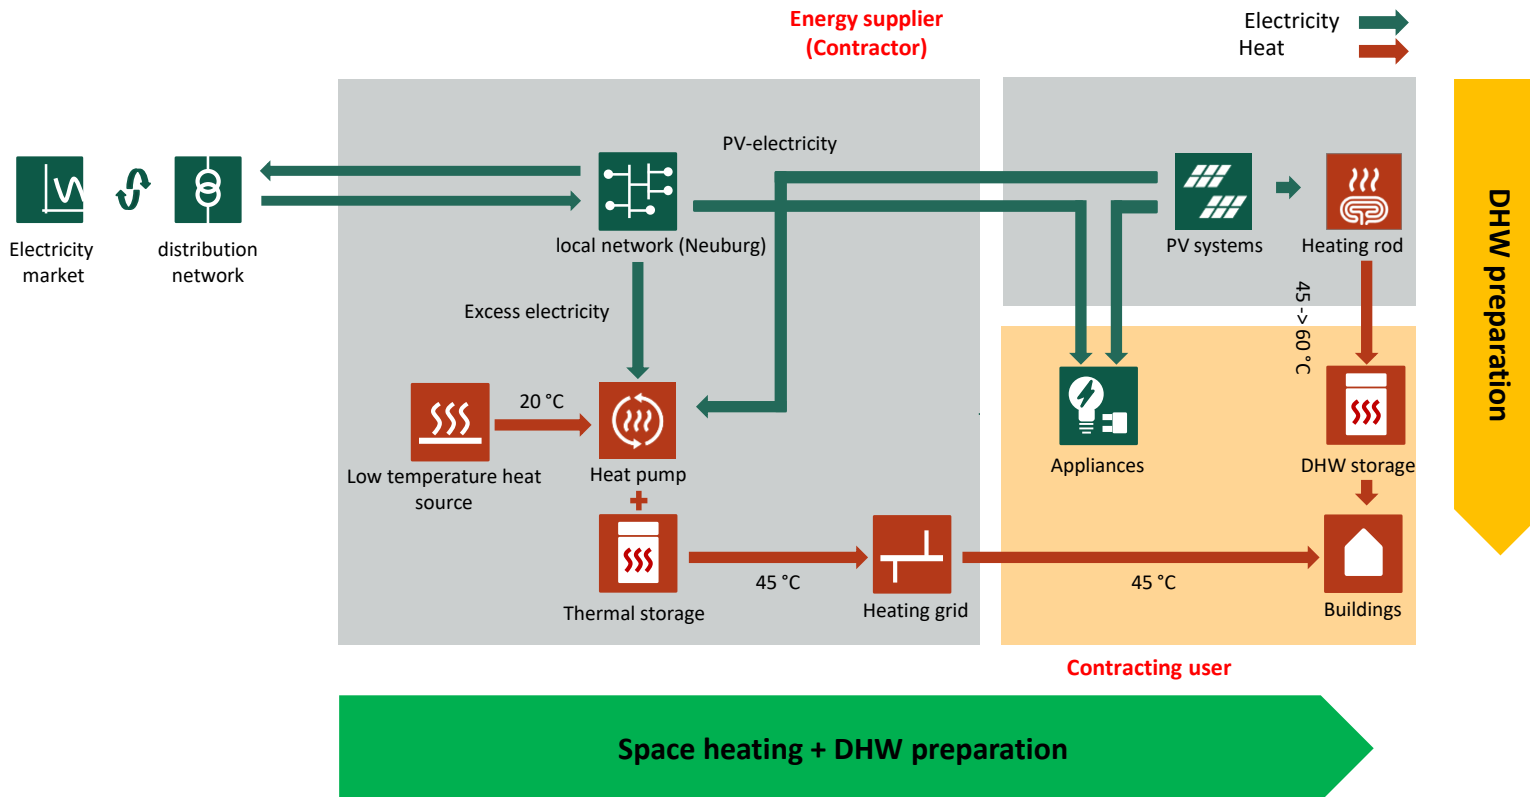 Energy supplier
(Contractor)
Electricity
Heat
PV-electricity
Electricity
market
distribution
network
local network (Neuburg)
PV systems
Heating rod
Excess electricity
45 -> 60 °C
20 °C
Low temperature heat
source
Heat pump
Appliances
DHW storage
Thermal storage
45 °C
Heating grid
45 °C
Buildings
Contracting user
Space heating + DHW preparation
DHW preparation